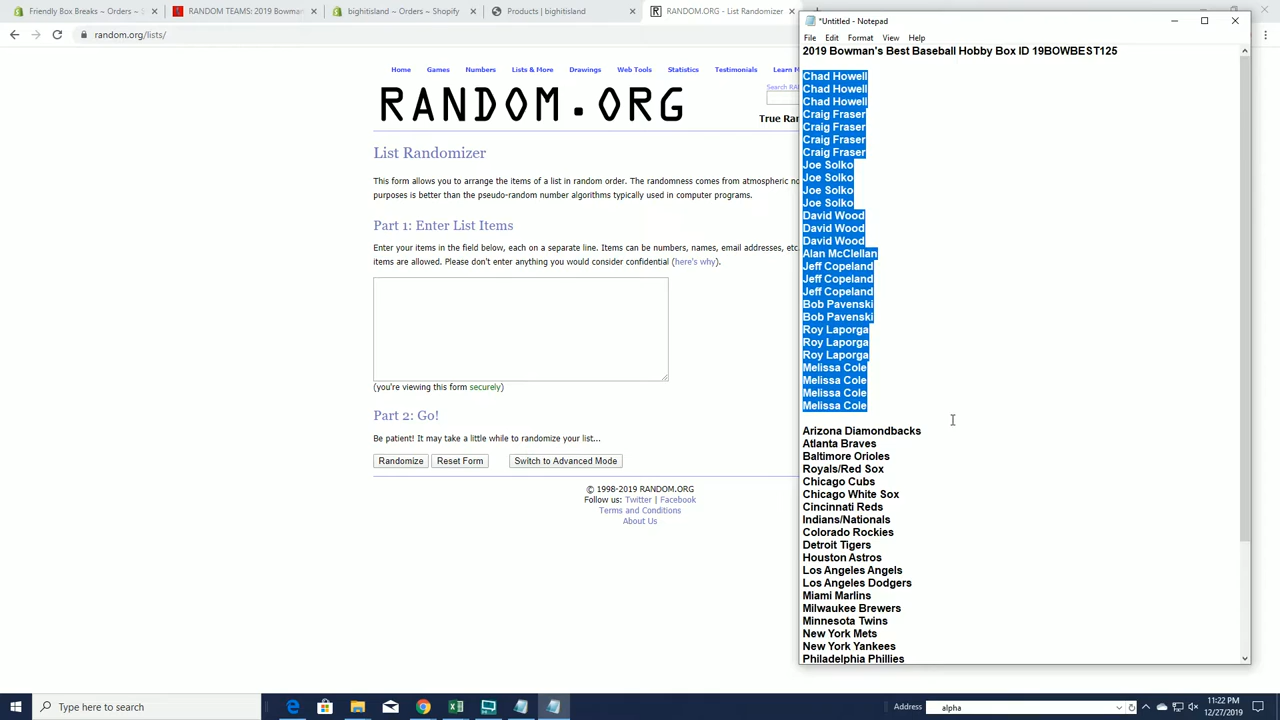 Friendly Box Breaks ~ Orders ~ S
RANDOM TEAMS: 2019 Bowma
bighitisland ~ Orders ~ Shopify
Products | bighitisland
RANDOM.ORG - List Randomizer
random.org/lists/
Home
Games
Numbers
Lists & More
Drawings
Web Tools
Statistics
Testimonials
Learn M
Search RA
RANDOM.ORG
True Ran
List Randomizer
This form allows you to arrange the items of a list in random order. The randomness comes from atmospheric no
purposes is better than the pseudo-random number algorithms typically used in computer programs.
Part 1: Enter List Items
Enter your items in the field below, each on a separate line. Items can be numbers, names, email addresses, etc.
items are allowed. Please don't enter anything you would consider confidential (here's why).
(you're viewing this form securely)
Part 2: Go!
Be patient! It may take a little while to randomize your list...
Randomize
Reset Form
Switch to Advanced Mode
© 1998-2019 RANDOM.ORG
Follow us: Twitter | Facebook
Terms and Conditions
About Us
*Untitled - Notepad
File Edit Format View Help
2019 Bowman's Best Baseball Hobby Box ID 19BOWBEST125
Chad Howell
Chad Howell
Chad Howell
Craig Fraser
Craig Fraser
Craig Fraser
Craig Fraser
Joe Solko
Joe Solko
Joe Solko
Joe Solko
David Wood
David Wood
David Wood
Alan McClellan
Jeff Copeland
Jeff Copeland
Jeff Copeland
Bob Pavenski
Bob Pavenski
Roy Laporga
Roy Laporga
Roy Laporga
Melissa Cole
Melissa Cole
Melissa Cole
Melissa Cole
Arizona Diamondbacks
Atlanta Braves
Baltimore Orioles
Royals/Red Sox
Chicago Cubs
Chicago White Sox
Cincinnati Reds
Indians/Nationals
Colorado Rockies
Detroit Tigers
Houston Astros
Los Angeles Angels
Los Angeles Dodgers
Miami Marlins
Milwaukee Brewers
Minnesota Twins
New York Mets
New York Yankees
Philadelphia Phillies
Type here to search
Address
alpha
11:22 PM
12/27/2019